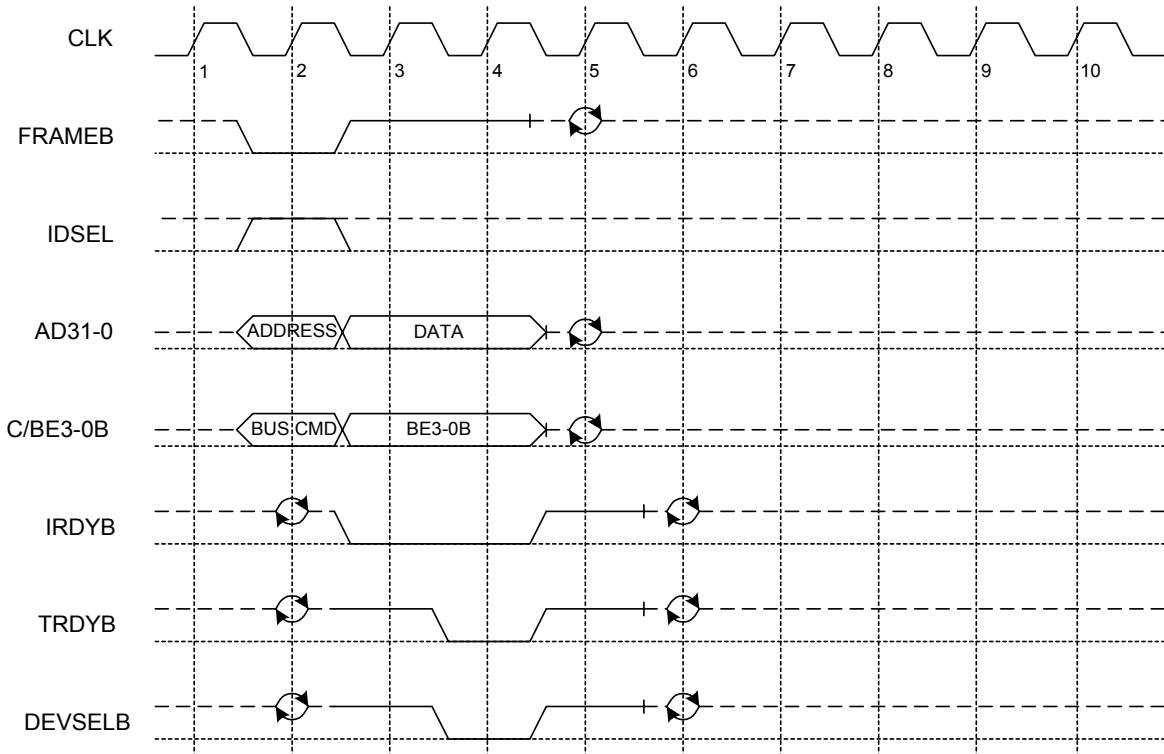 CLK
1 2 3 4 5 6 7 8 9 10
FRAMEB
IDSEL
AD31-0
ADDRESS DATA
C/BE3-0B
BUS CMD BE3-0B
IRDYB
TRDYB
DEVSELB